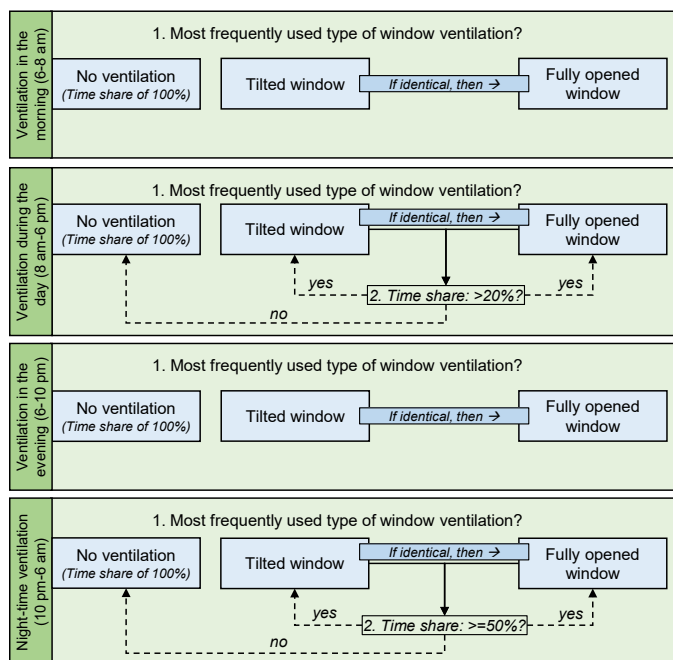 Ventilation in the
morning (6-8 am)
1. Most frequently used type of window ventilation?
No ventilation
(Time share of 100%)
Tilted window
If identical, then →
Fully opened
window
Ventilation during the
day (8 am-6 pm)
1. Most frequently used type of window ventilation?
No ventilation
(Time share of 100%)
Tilted window
If identical, then →
Fully opened
window
yes
2. Time share: >20%?
yes
no
Ventilation in the
evening (6-10 pm)
1. Most frequently used type of window ventilation?
No ventilation
(Time share of 100%)
Tilted window
If identical, then →
Fully opened
window
Night-time ventilation
(10 pm-6 am)
1. Most frequently used type of window ventilation?
No ventilation
(Time share of 100%)
Tilted window
If identical, then →
Fully opened
window
yes
2. Time share: >=50%?
yes
no